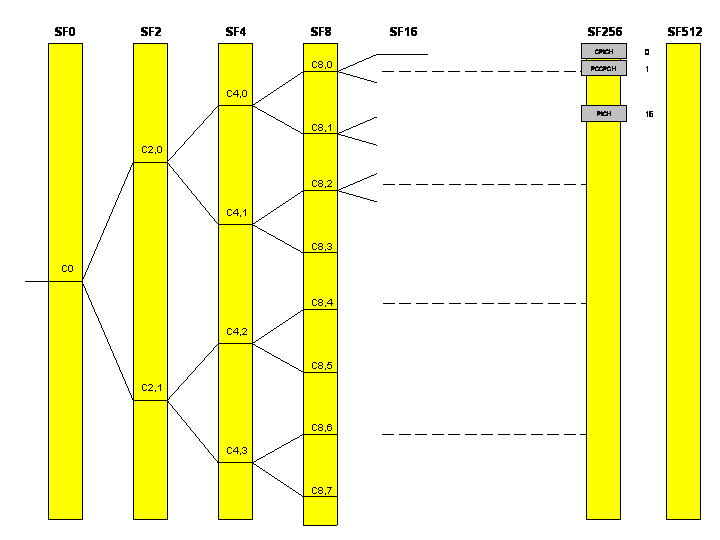 SF0 SF2 SF4 SF8 SF16 SF256 SF512
CPICH 0
C8,0
PCCPCH 1
C4,0
PICH 16
C8,1
C2,0
C8,2
C4,1
C8,3
C0
C8,4
C4,2
C8,5
C2,1
C8,6
C4,3
C8,7